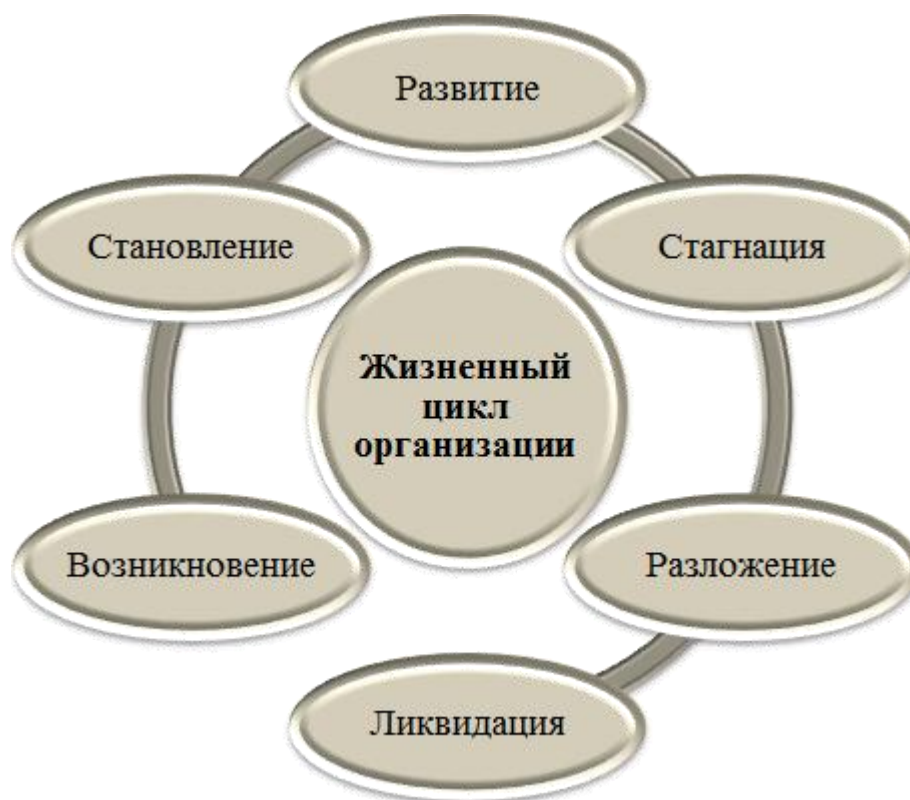 Развитие
Становление
Стагнация
Жизненный
цикл
организации
Возникновение
Разложение
Ликвидация